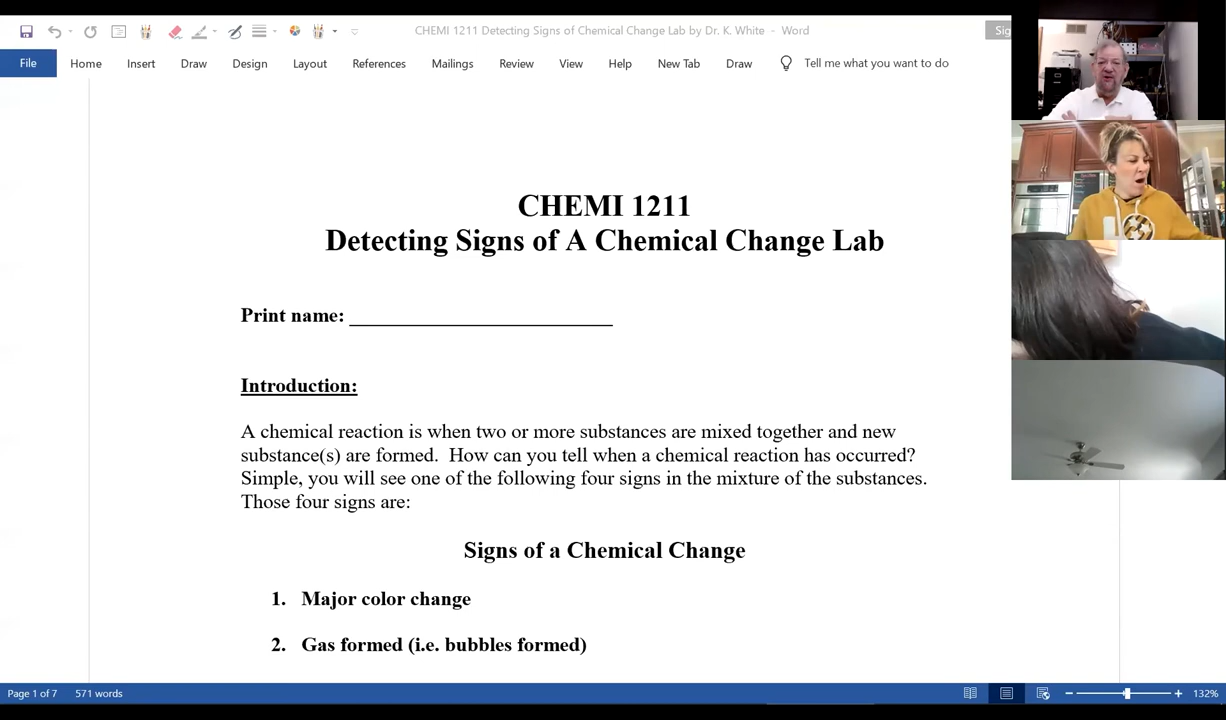 CHEMI 1211 Detecting Signs of Chemical Change Lab by Dr. K. White - Word
Sig
File Home Insert Draw Design Layout References Mailings Review View Help New Tab Draw Tell me what you want to do
CHEMI 1211
Detecting Signs of A Chemical Change Lab
Print name: ___________________________
Introduction:
A chemical reaction is when two or more substances are mixed together and new
substance(s) are formed. How can you tell when a chemical reaction has occurred?
Simple, you will see one of the following four signs in the mixture of the substances.
Those four signs are:
Signs of a Chemical Change
1. Major color change
2. Gas formed (i.e. bubbles formed)
Page 1 of 7 571 words 132%